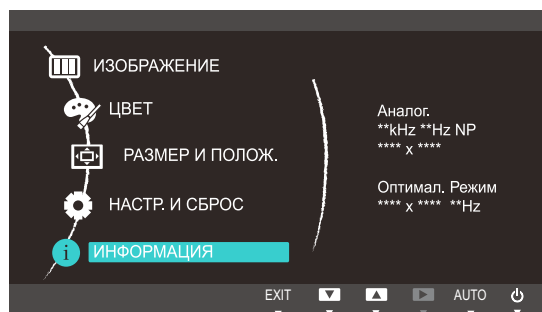 ИЗОБРАЖЕНИЕ
ЦВЕТ
РАЗМЕР И ПОЛОЖ.
НАСТР. И СБРОС
i ИНФОРМАЦИЯ
Аналог.
**kHz **Hz NP
**** x ****
Оптимал. Режим
**** x **** **Hz
EXIT AUTO